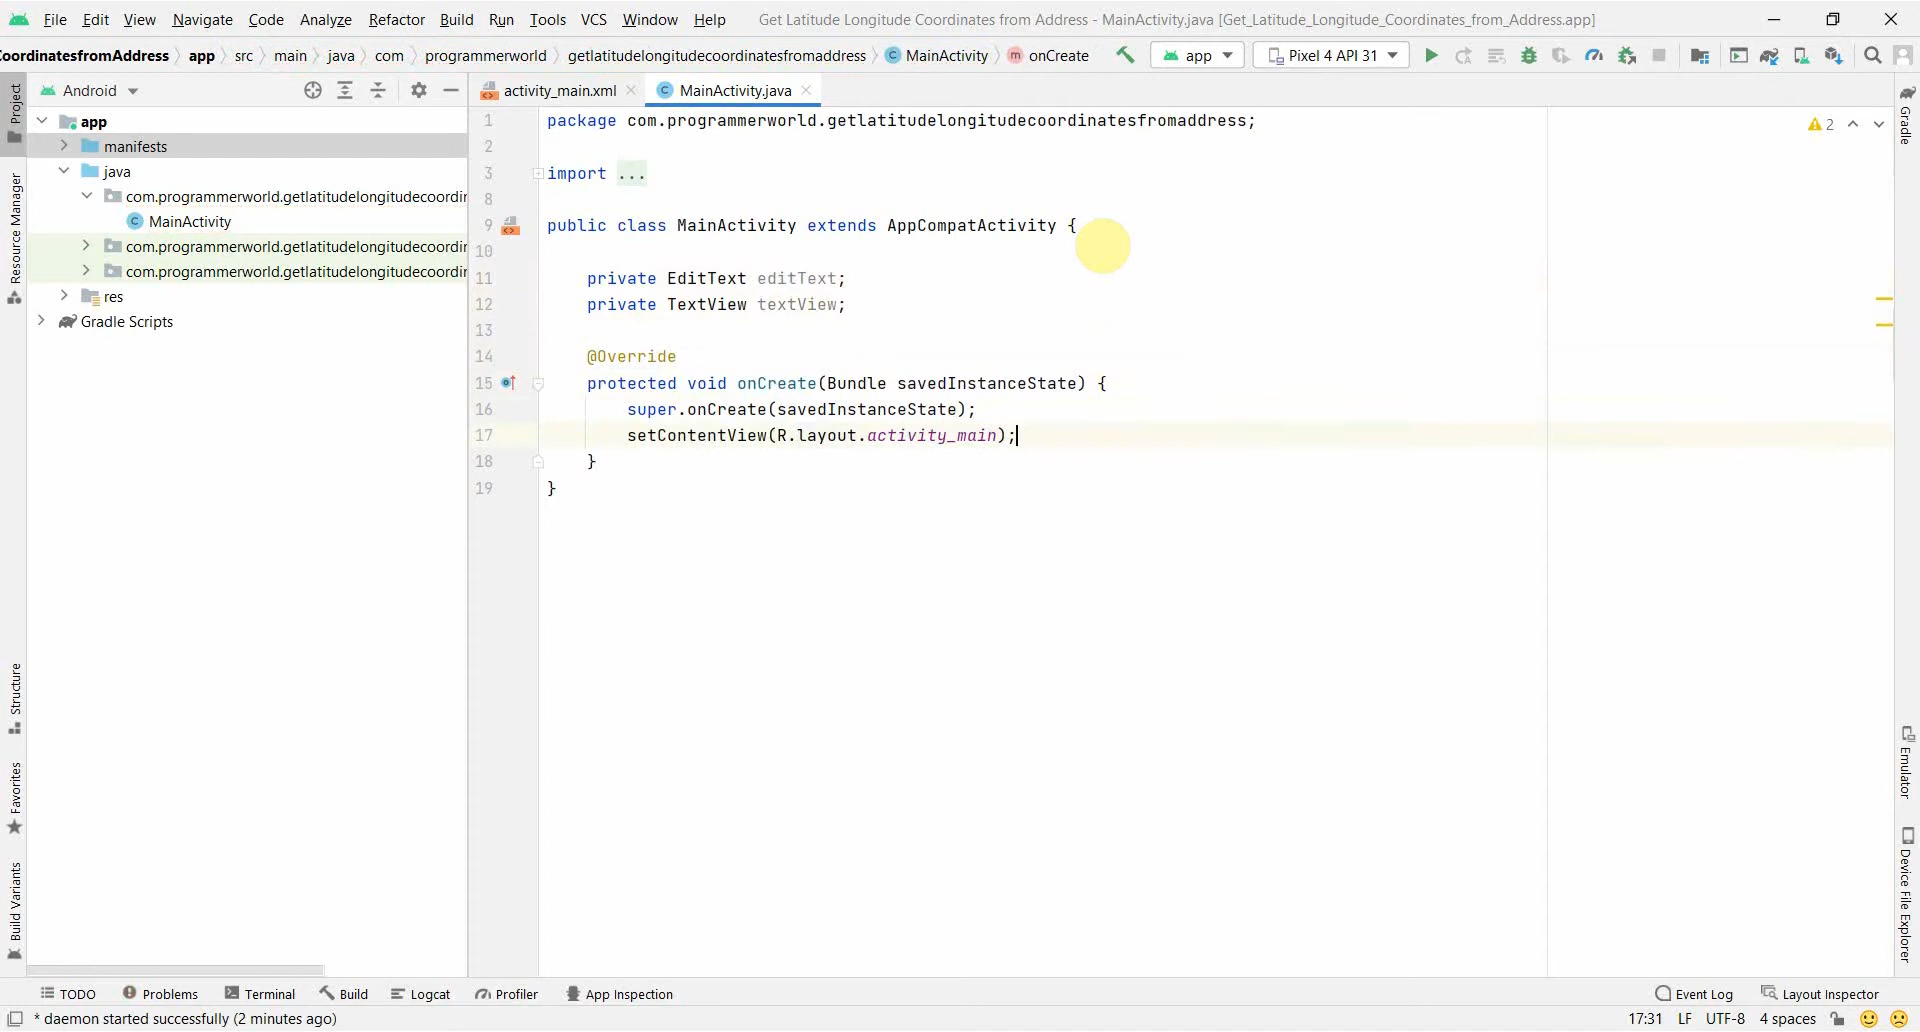 File Edit View Navigate Code Analyze Refactor Build Run Tools VCS Window Help Get Latitude Longitude Coordinates from Address - MainActivity.java [Get_Latitude_Longitude_Coordinates_from_Address.app]
CoordinatesfromAddress app src main java com programmerworld getlatitudelongitudecoordinatesfromaddress MainActivity onCreate app Pixel 4 API 31
Project
Resource Manager
Structure
Favorites
Build Variants
Android
app
manifests
java
com.programmerworld.getlatitudelongitudecoordin
MainActivity
com.programmerworld.getlatitudelongitudecoordin
com.programmerworld.getlatitudelongitudecoordin
res
Gradle Scripts
activity_main.xml MainActivity.java
1 package com.programmerworld.getlatitudelongitudecoordinatesfromaddress;
2
3 import ...
8
9 public class MainActivity extends AppCompatActivity {
10
11 private EditText editText;
12 private TextView textView;
13
14 @Override
15 protected void onCreate(Bundle savedInstanceState) {
16 super.onCreate(savedInstanceState);
17 setContentView(R.layout.activity_main);
18 }
19 }
2
Gradle
Emulator
Device File Explorer
TODO Problems Terminal Build Logcat Profiler App Inspection Event Log Layout Inspector
* daemon started successfully (2 minutes ago) 17:31 LF UTF-8 4 spaces